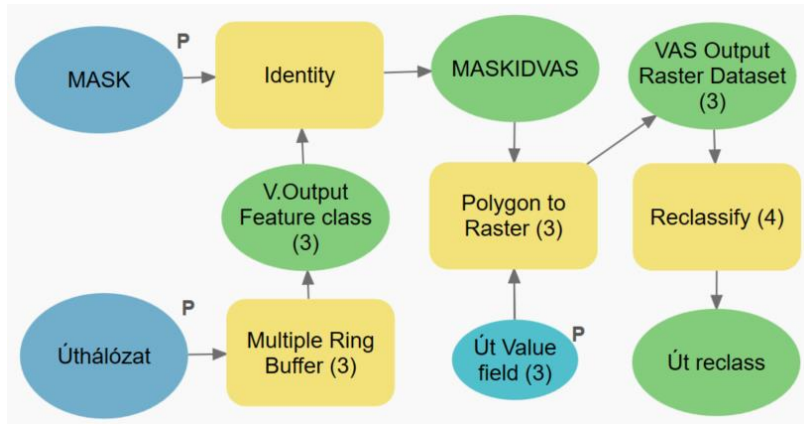 P
MASK
Identity
MASKIDVAS
VAS Output
Raster Dataset
(3)
V.Output
Feature class
(3)
Polygon to
Raster (3)
Reclassify (4)
P
Úthálózat
Multiple Ring
Buffer (3)
Út Value
field (3)
P
Út reclass